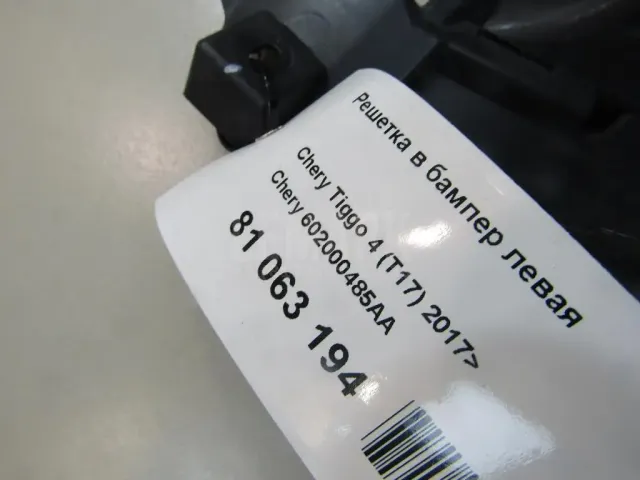 Решетка в бампер левая
Chery Tiggo 4 (T17) 2017>
Chery 602000485AA
81 063 194